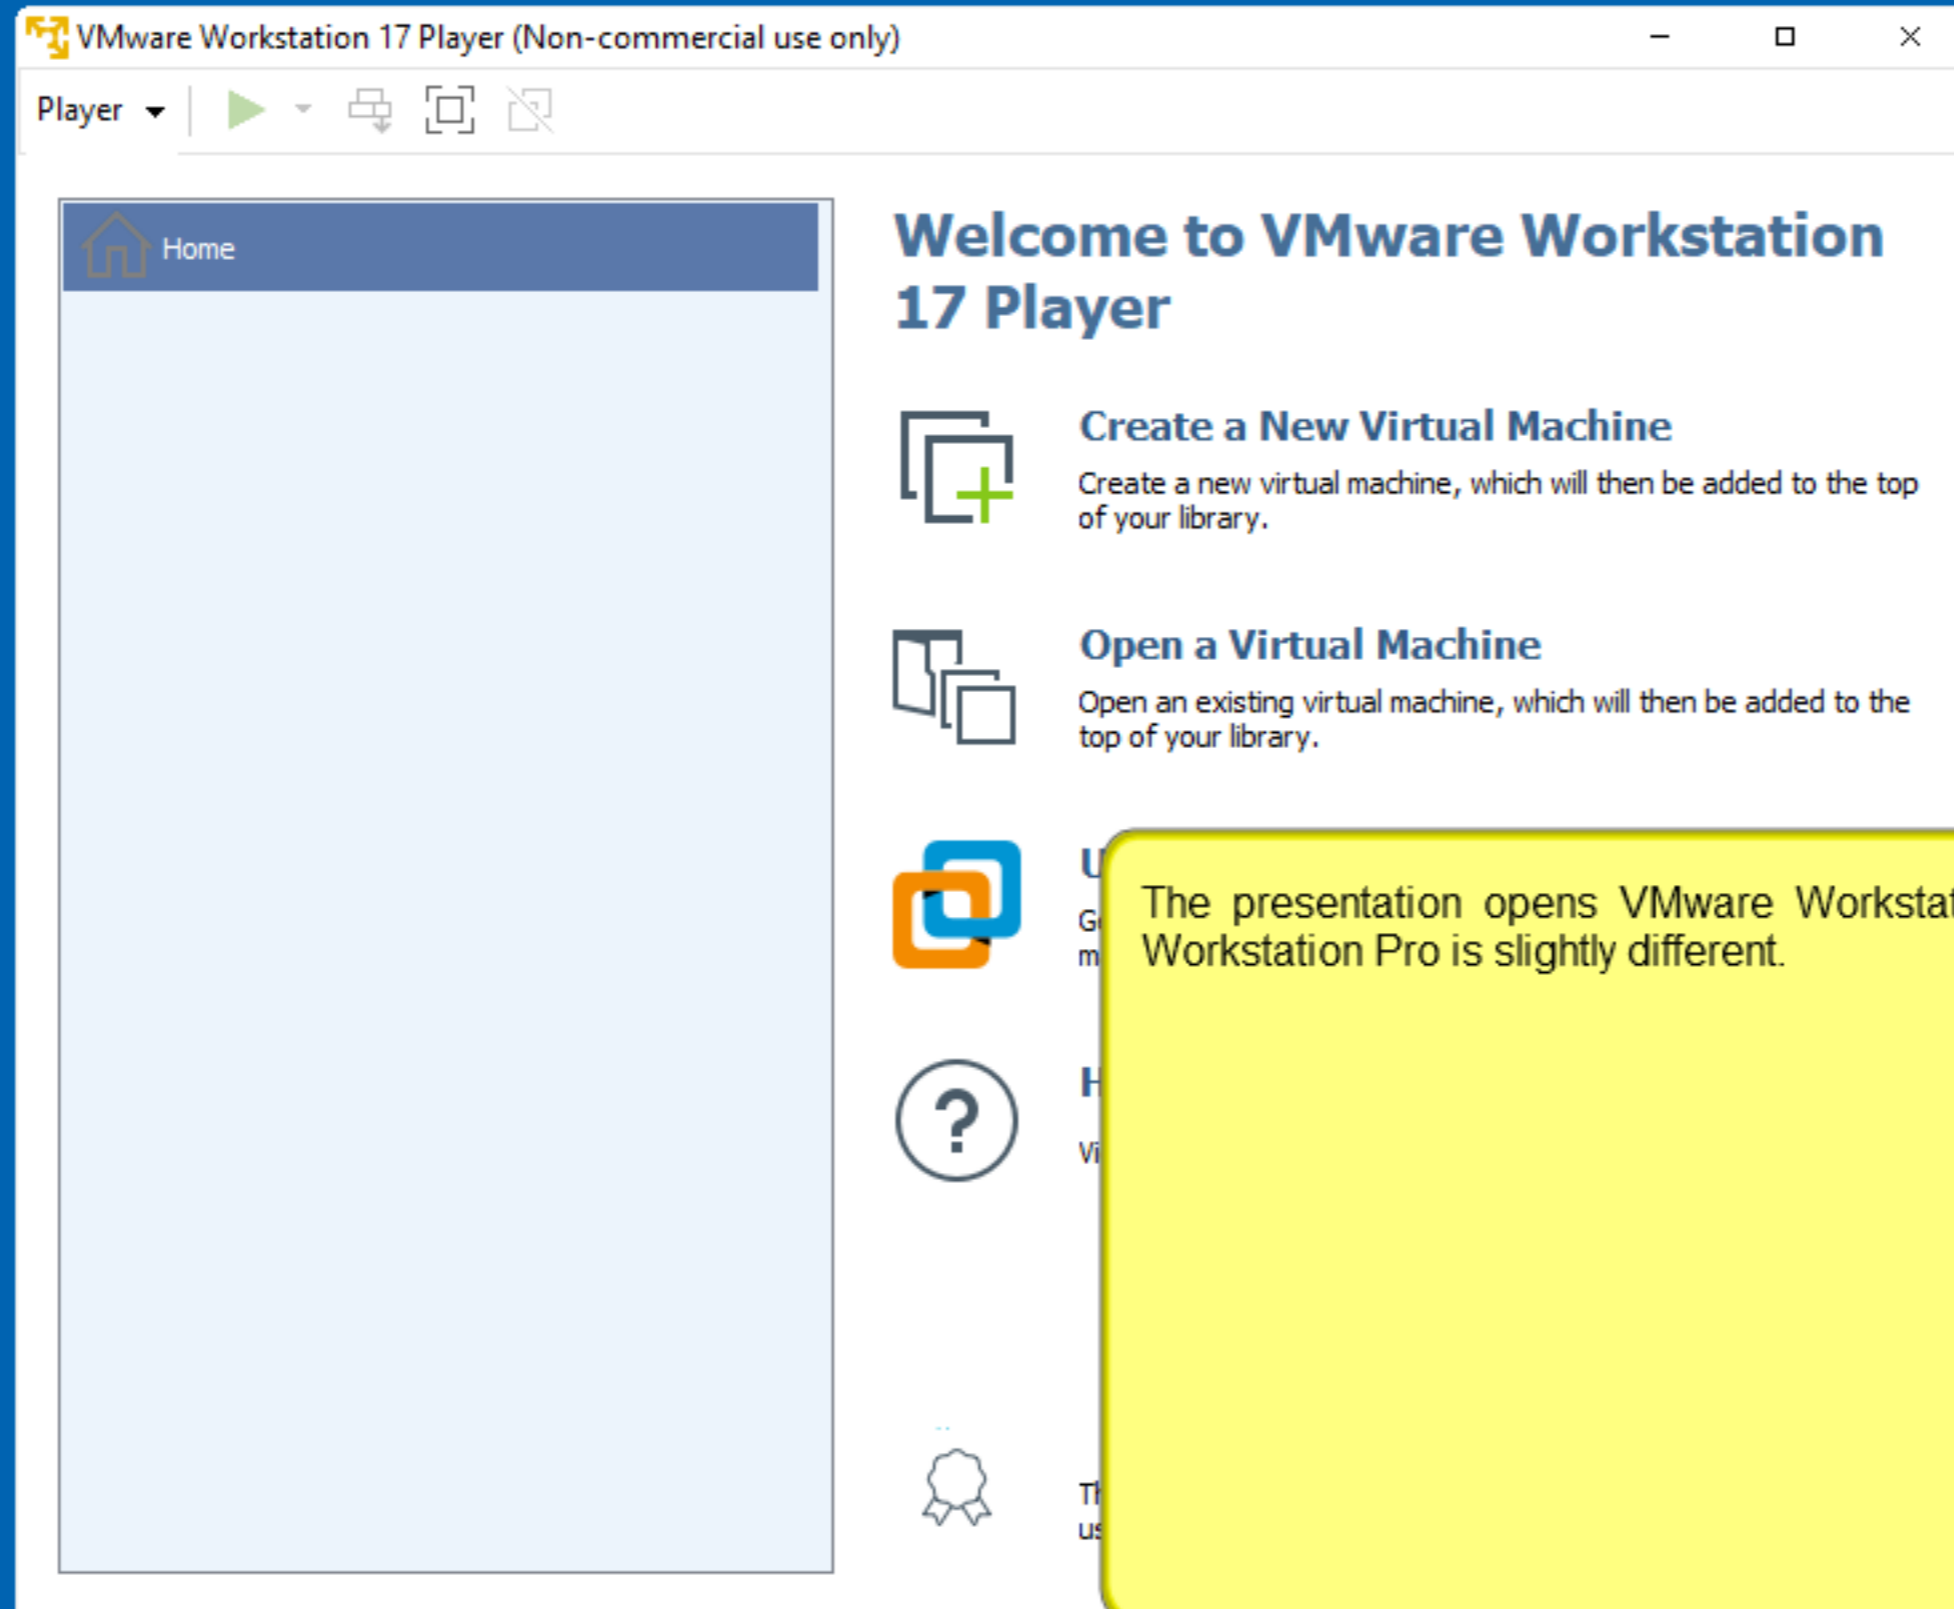 VMware Workstation 17 Player (Non-commercial use only)
Player
Home
Welcome to VMware Workstation
17 Player
Create a New Virtual Machine
Create a new virtual machine, which will then be added to the top
of your library.
Open a Virtual Machine
Open an existing virtual machine, which will then be added to the
top of your library.
The presentation opens VMware
Workstation Pro is slightly different.